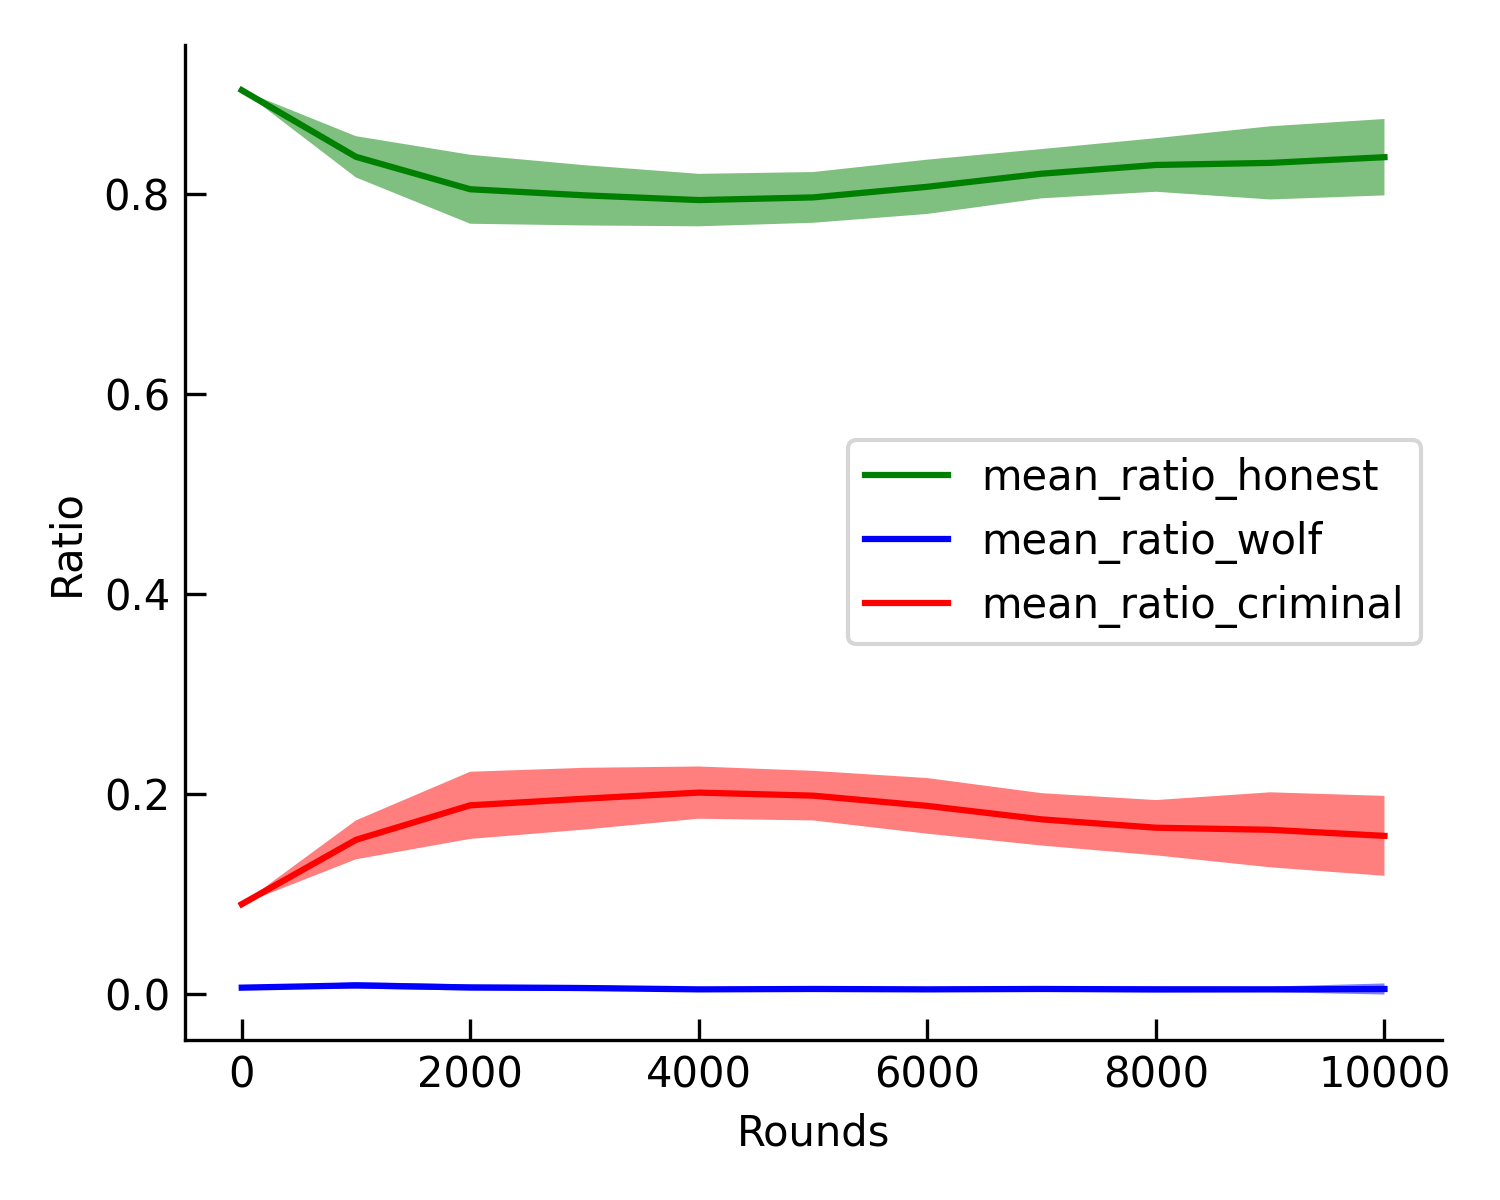 0.8
0.6
0.4
0.2
0.0
Ratio
mean_ratio_honest
mean_ratio_wolf
mean_ratio_criminal
0 2000 4000 6000 8000 10000
Rounds